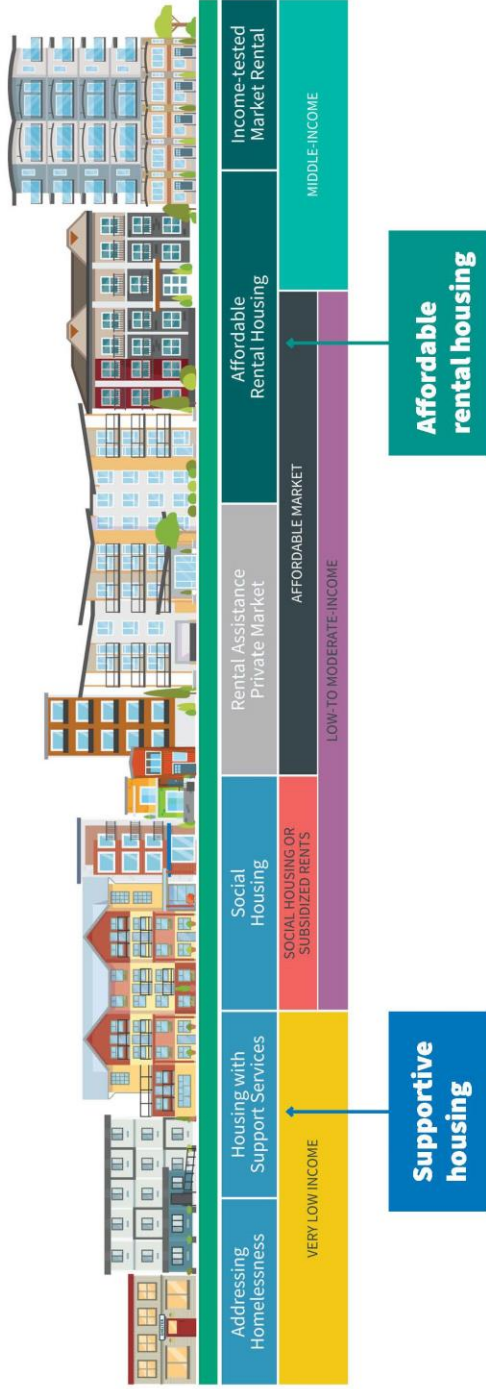 Addressing
Homelessness
Housing with
Support Services
Social
Housing
Rental Assistance
Private Market
Affordable
Rental Housing
Income-tested
Market Rental
VERY LOW INCOME
SOCIAL HOUSING OR
SUBSIDIZED RENTS
AFFORDABLE MARKET
LOW-TO MODERATE-INCOME
MIDDLE-INCOME
Supportive
housing
Affordable
rental housing